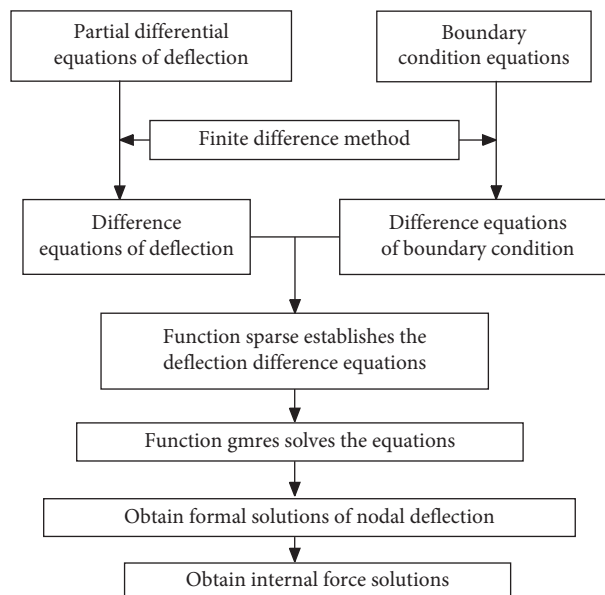 Partial differential
equations of deflection
Boundary
condition equations
Finite difference method
Difference
equations of deflection
Difference equations
of boundary condition
Function sparse establishes the
deflection difference equations
Function gmres solves the equations
Obtain formal solutions of nodal deflection
Obtain internal force solutions